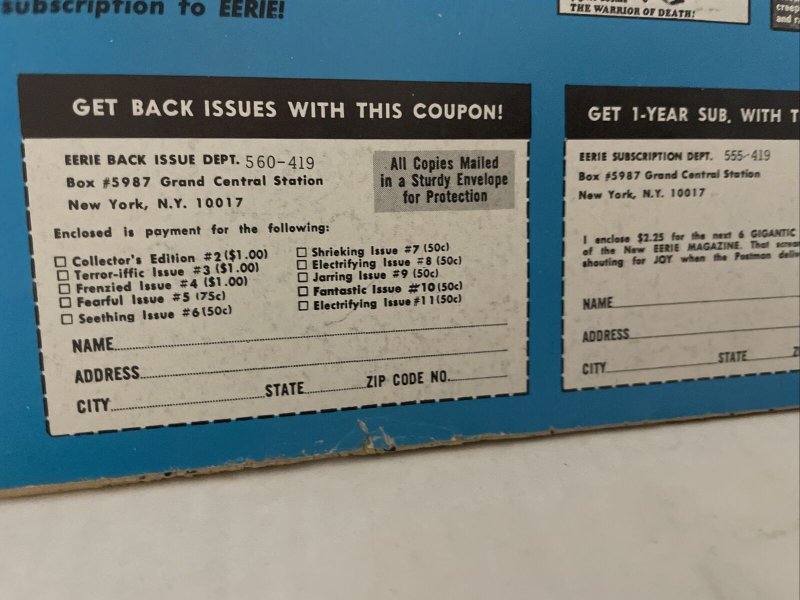 subscription to EERIE!
THE WARRIOR OF DEATH!
creep
and
GET BACK ISSUES WITH THIS COUPON!
EERIE BACK ISSUE DEPT. 560-419
Box #5987 Grand Central Station
New York, N.Y. 10017
All Copies Mailed
in a Sturdy Envelope
for Protection
Enclosed is payment for the following:
Collector's Edition #2 ($1.00)
Terror-iffic Issue #3 ($1.00)
Frenzied Issue #4 ($1.00)
Fearful Issue #5 (75c)
Seething Issue #6 (50c)
Shrieking Issue #7 (50c)
Electrifying Issue #8 (50c)
Jarring Issue #9 (50c)
Fantastic Issue #10 (50c)
Electrifying Issue #11 (50c)
NAME
ADDRESS
CITY STATE ZIP CODE NO.
GET 1-YEAR SUB, WITH T
EERIE SUBSCRIPTION DEPT. 555-419
Box #5987 Grand Central Station
New York, N.Y. 10017
I enclose $2.25 for the next 6 GIGANTIC
of the New EERIE MAGAZINE. That screa
shouting for JOY when the Postman deliv
NAME
ADDRESS
CITY STATE Z